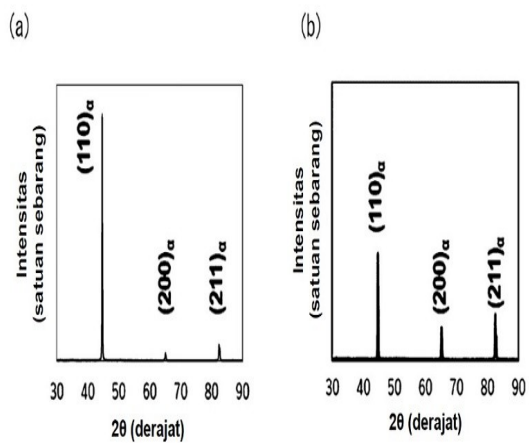 (a)
Intensitas
(satuan sebarang)
(110)α
(200)α
(211)α
30 40 50 60 70 80 90
2θ (derajat)
(b)
Intensitas
(satuan sebarang)
(110)α
(200)α
(211)α
30 40 50 60 70 80 90
2θ (derajat)